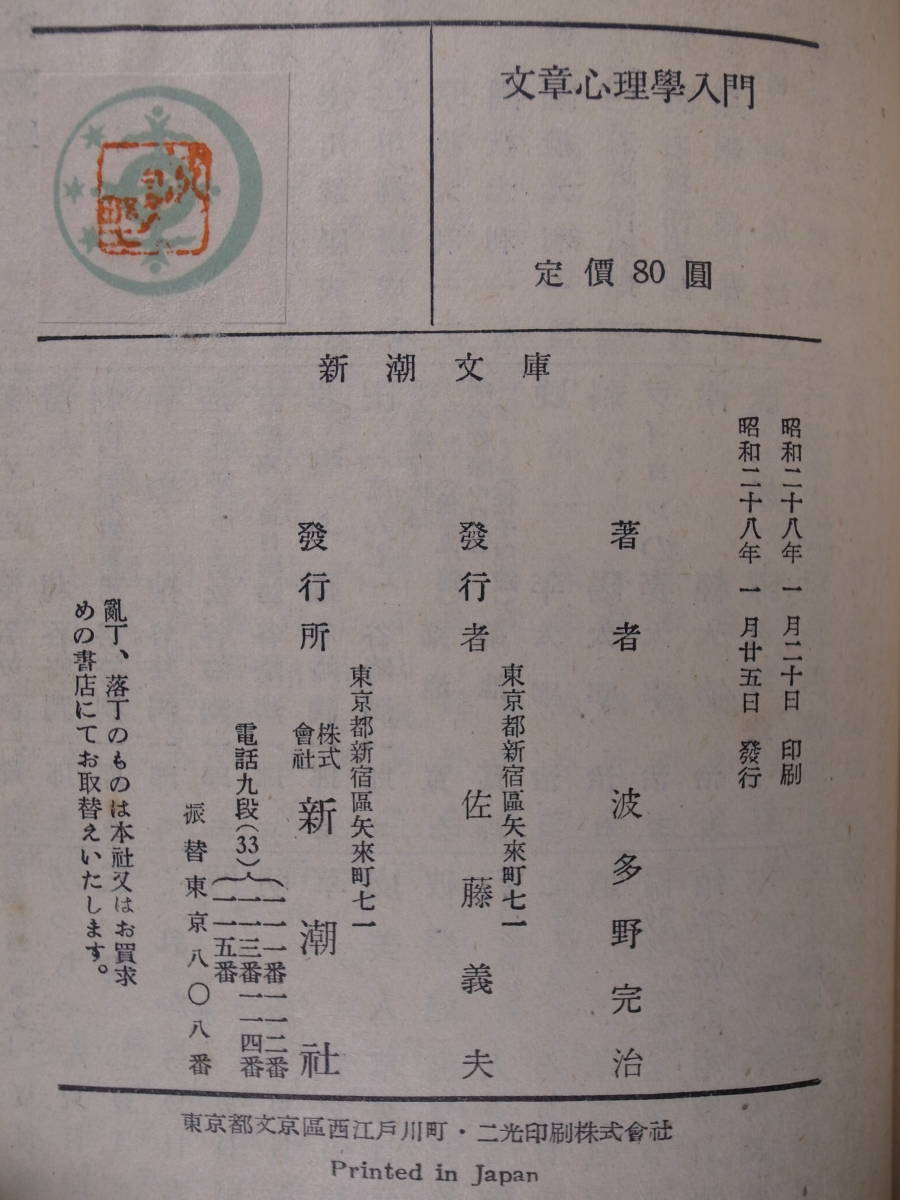 文章心理學入門
定價 80 圓
新潮文庫
昭和二十八年 一月二十日 印刷
昭和二十八年 一月廿五日 發行
著者 波多野完治
東京都新宿區矢來町七一
發行者 佐藤義夫
東京都新宿區矢來町七一
發行所 株式會社 新潮社
電話九段(33) 一一一番 一一二番
一一三番 一一四番
一一五番
振替東京八〇八番
亂丁、落丁のものは本社又はお買求
めの書店にてお取替えいたします。
東京都文京區西江戸川町・二光印刷株式會社
Printed in Japan